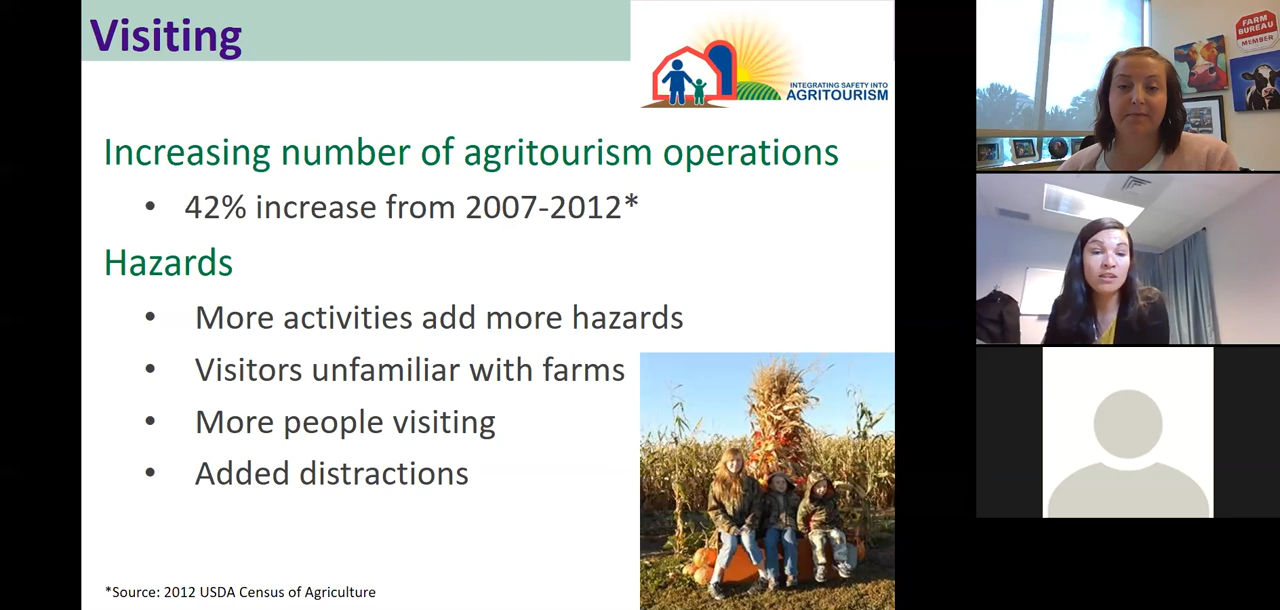 Visiting
INTEGRATING SAFETY INTO
AGRITOURISM
Increasing number of agritourism operations
• 42% increase from 2007-2012*
Hazards
• More activities add more hazards
• Visitors unfamiliar with farms
• More people visiting
• Added distractions
*Source: 2012 USDA Census of Agriculture
FARM
BUREAU
MEMBER